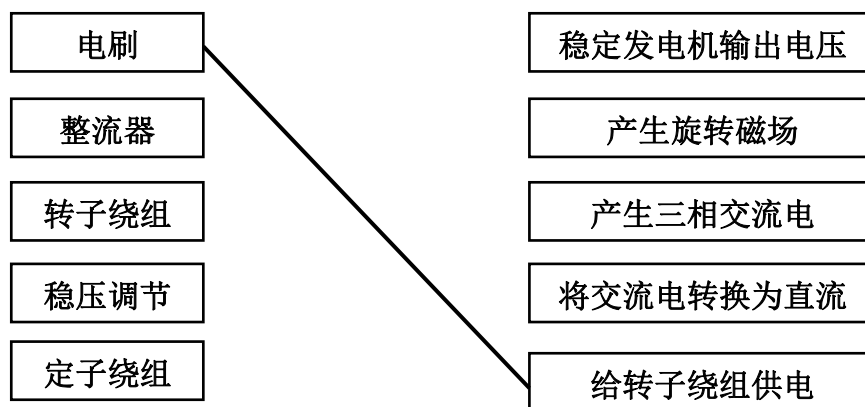 电刷
整流器
转子绕组
稳压调节
定子绕组
稳定发电机输出电压
产生旋转磁场
产生三相交流电
将交流电转换为直流
给转子绕组供电